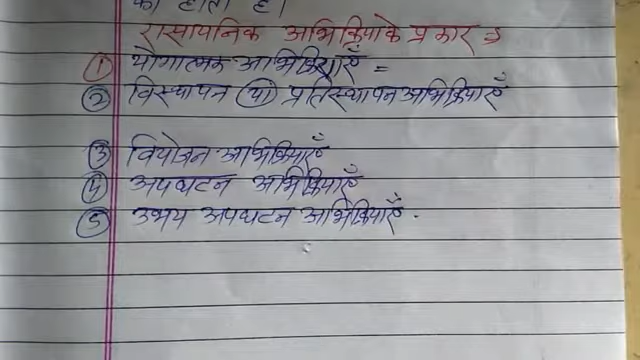 का होता है।
रासायनिक अभिक्रियाके प्रकार ⇒
① योगात्मक अभिक्रियाएँ =
② विस्थापन (या) प्रतिस्थापन अभिक्रियाएँ
③ वियोजन अभिक्रियाएँ
④ अपघटन अभिक्रियाएँ
⑤ उभय अपघटन अभिक्रियाएँ.